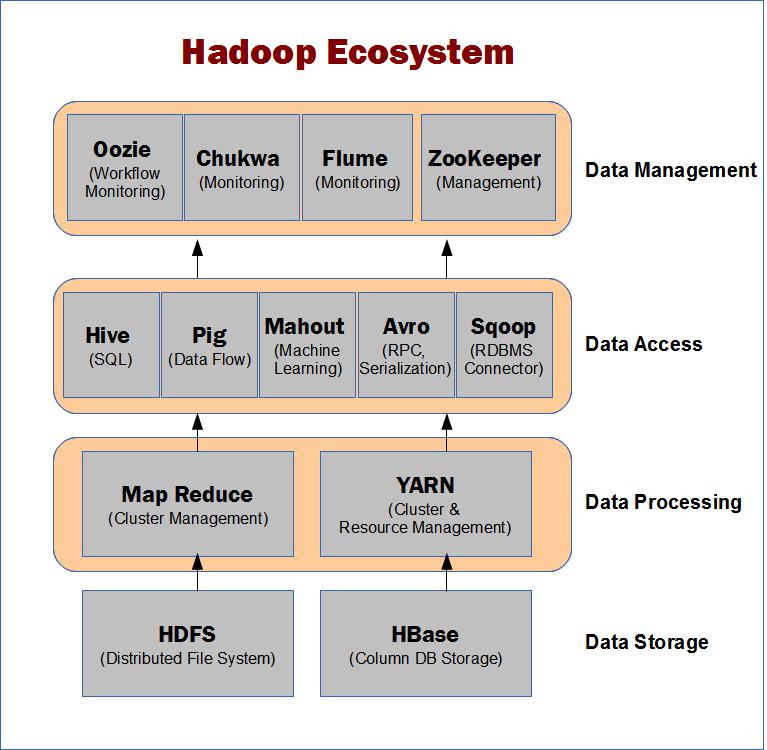 Hadoop Ecosystem
Oozie
(Workflow
Monitoring)
Chukwa
(Monitoring)
Flume
(Monitoring)
ZooKeeper
(Management)
Data Management
Hive
(SQL)
Pig
(Data Flow)
Mahout
(Machine
Learning)
Avro
(RPC,
Serialization)
Sqoop
(RDBMS
Connector)
Data Access
Map Reduce
(Cluster Management)
YARN
(Cluster &
Resource Management)
Data Processing
HDFS
(Distributed File System)
HBase
(Column DB Storage)
Data Storage